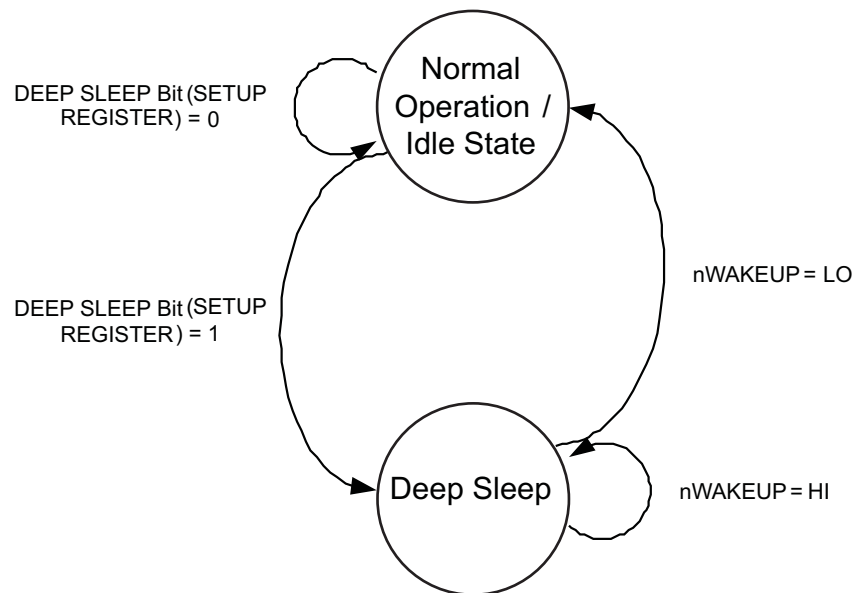 Normal
Operation /
Idle State
DEEP SLEEP Bit (SETUP
REGISTER) = 0
nWAKEUP = LO
DEEP SLEEP Bit (SETUP
REGISTER) = 1
Deep Sleep
nWAKEUP = HI